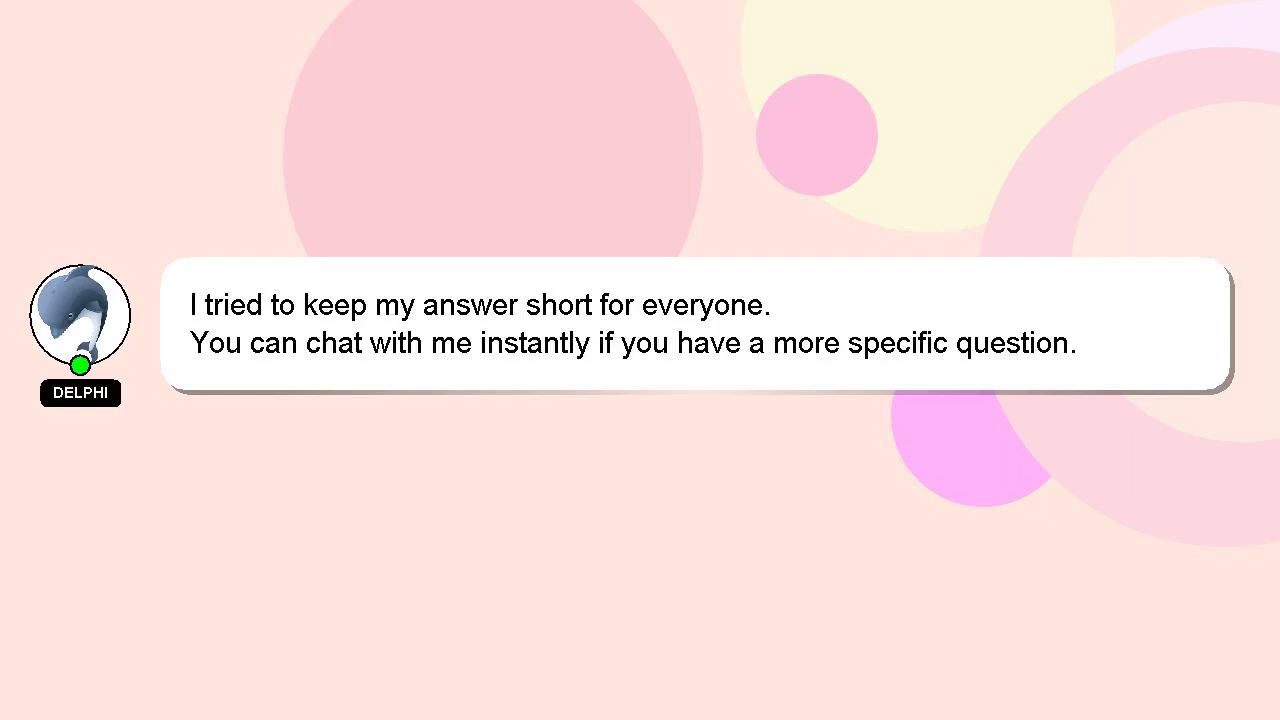 I tried to keep my answer short for everyone.
You can chat with me instantly if you have a more specific question.
DELPHI